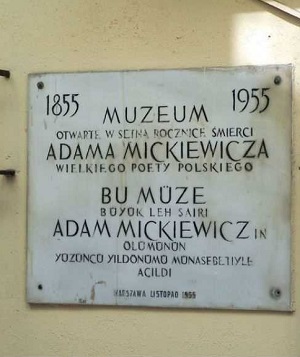 1855 1955
MUZEUM
OTWARTE W SETNĄ ROCZNICĘ ŚMIERCI
ADAMA MICKIEWICZA
WIELKIEGO POETY POLSKIEGO
BU MÜZE
BÜYÜK LEH ŞAİRİ
ADAM MICKIEWICZ İN
ÖLÜMÜNÜN
YÜZÜNCÜ YILDÖNÜMÜ MÜNASEBETİYLE
AÇILDI
WARSZAWA LISTOPAD 1955